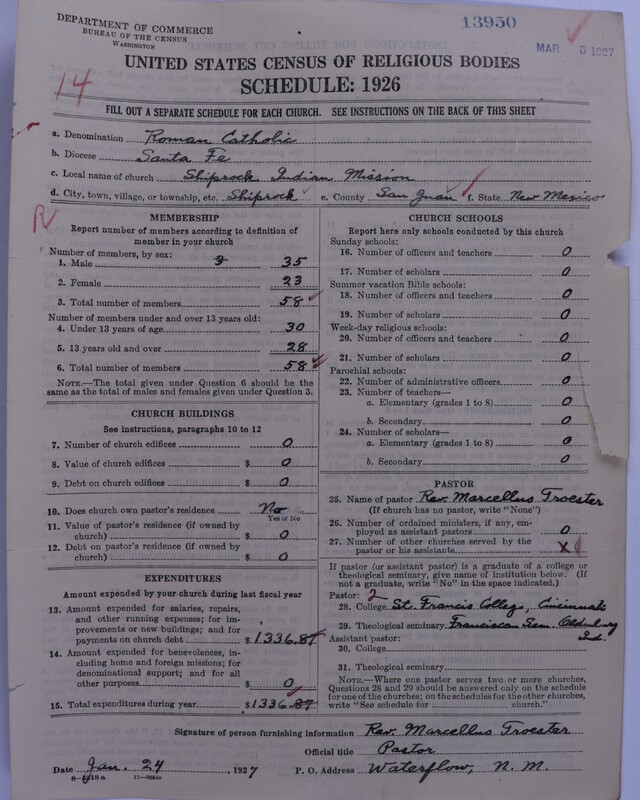 DEPARTMENT OF COMMERCE
BUREAU OF THE CENSUS
WASHINGTON
13950
MAR 5 1927
UNITED STATES CENSUS OF RELIGIOUS BODIES
SCHEDULE: 1926
14
FILL OUT A SEPARATE SCHEDULE FOR EACH CHURCH. SEE INSTRUCTIONS ON THE BACK OF THIS SHEET
a. Denomination Roman Catholic
b. Diocese Santa Fe
c. Local name of church Shiprock Indian Mission
d. City, town, village, or township, etc. Shiprock e. County San Juan f. State New Mexico
R
MEMBERSHIP
Report number of members according to definition of
member in your church
Number of members, by sex:
1. Male 3 35
2. Female 23
3. Total number of members 58
Number of members under and over 13 years old:
4. Under 13 years of age 30
5. 13 years old and over 28
6. Total number of members 58
NOTE.—The total given under Question 6 should be
same as the total of males and females given under Question 3.
CHURCH BUILDINGS
See instructions, paragraphs 10 to 12
7. Number of church edifices 0
8. Value of church edifices $ 0
9. Debt on church edifices $ 0
10. Does church own pastor's residence No
Yes or No
11. Value of pastor's residence (if owned by
church) $ 0
12. Debt on pastor's residence (if owned by
church) $ 0
EXPENDITURES
Amount expended by your church during last fiscal year
13. Amount expended for salaries, repairs,
and other running expenses; for im-
provements or new buildings; and for
payments on church debt $1336.87
14. Amount expended for benevolences, in-
cluding home and foreign missions; for
denominational support; and for all
other purposes $ 0
15. Total expenditures during year $1336.87
CHURCH SCHOOLS
Report here only schools conducted by this church
Sunday schools:
16. Number of officers and teachers 0
17. Number of scholars 0
Summer vacation Bible schools:
18. Number of officers and teachers 0
19. Number of scholars 0
Week-day religious schools:
20. Number of officers and teachers 0
21. Number of scholars 0
Parochial schools:
22. Number of administrative officers 0
23. Number of teachers—
a. Elementary (grades 1 to 8) 0
b. Secondary 0
24. Number of scholars—
a. Elementary (grades 1 to 8) 0
b. Secondary 0
PASTOR
25. Name of pastor Rev. Marcellus Troester
(If church has no pastor, write "None")
26. Number of ordained ministers, if any, em-
ployed as assistant pastors 0
27. Number of other churches served by the
pastor or his assistants
If pastor (or assistant pastor) is a graduate of a college or
theological seminary, give name of institution below. (If
not a graduate, write "No" in the space indicated.)
Pastor: 2
28. College St. Francis College, Cincinnati
29. Theological seminary Franciscan Sem. Oldenburg
Ind.
Assistant pastor:
30. College
31. Theological seminary
NOTE.—Where one pastor serves two or more churches,
Questions 28 and 29 should be answered only on the schedule
for one of the churches; on the schedules for the other churches,
write "See schedule for church."
Signature of person furnishing information Rev. Marcellus Troester
Official title Pastor
Date Jan. 24, 1927 P. O. Address Waterflow, N. M.